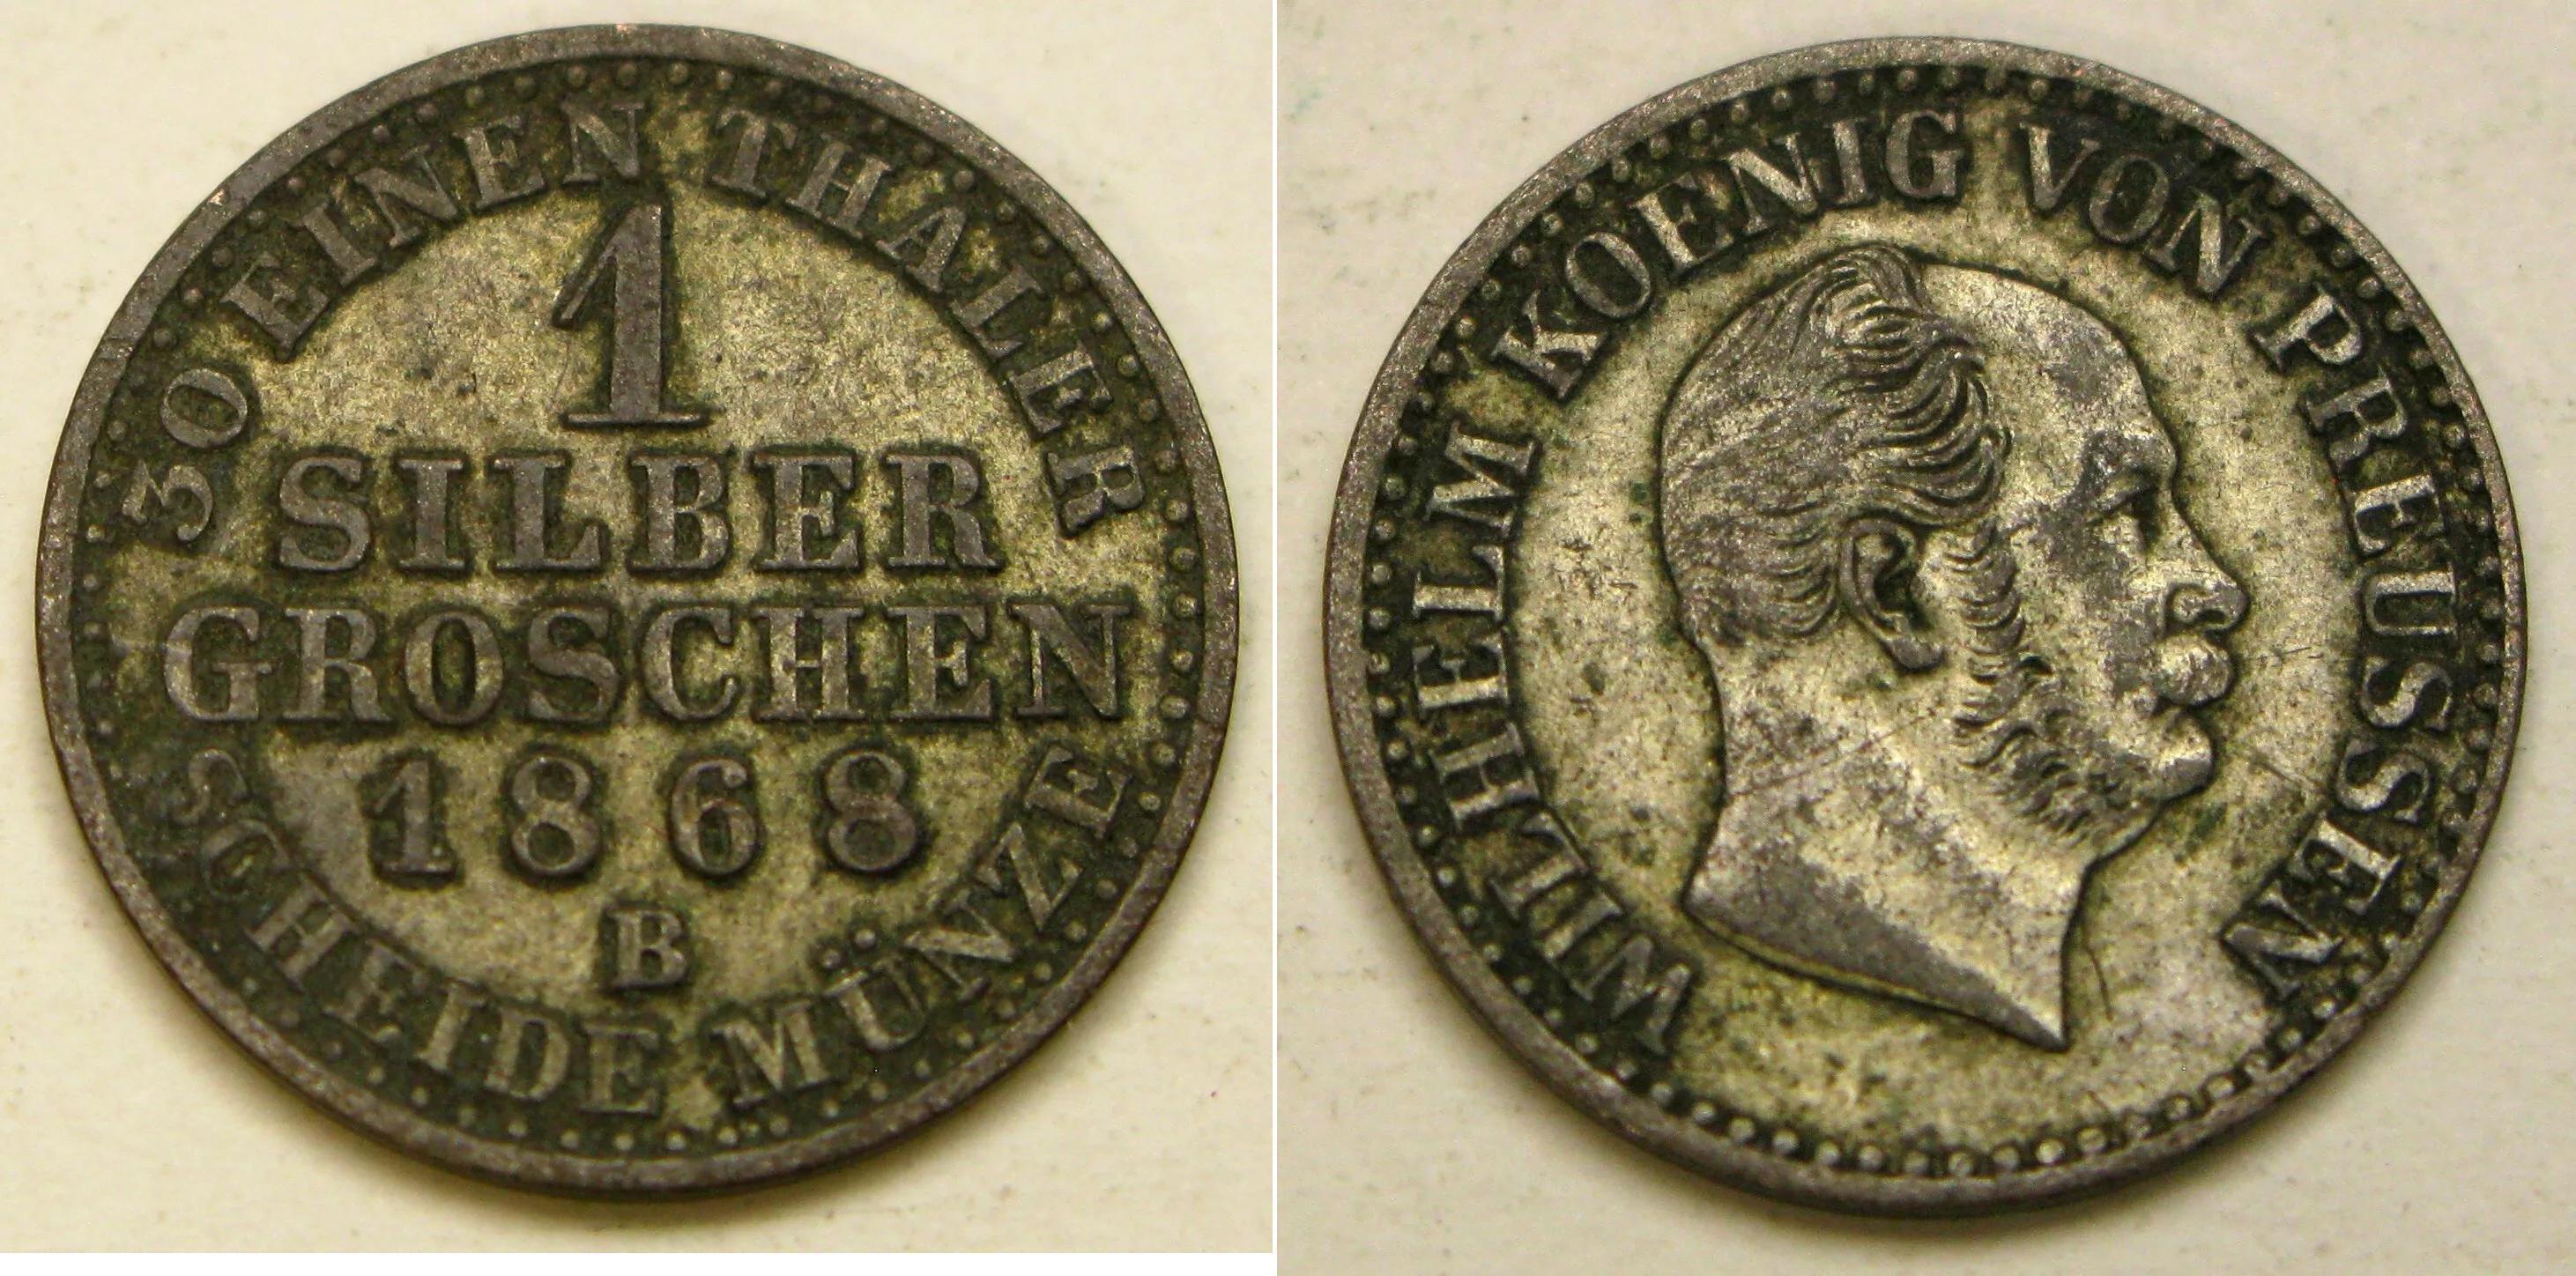 30 EINEN THALER
1
SILBER
GROSCHEN
1868
B
SCHEIDE MÜNZE
WILHELM KOENIG VON PREUSSEN